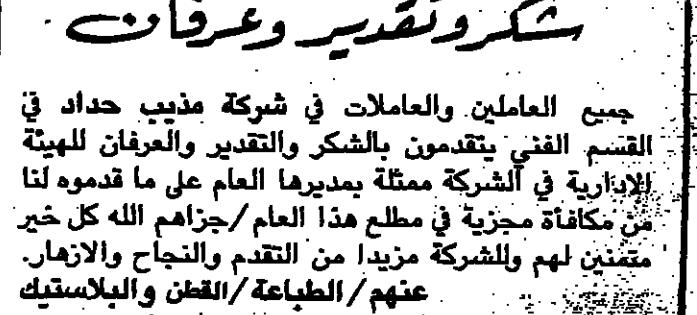 شكر وتقدير وعرفان
جميع العاملين والعاملات في شركة مذيب حداد في
القسم الفني يتقدمون بالشكر والتقدير والعرفان للهيئة
الإدارية في الشركة ممثلة بمديرها العام على ما قدموه لنا
من مكافأة مجزية في مطلع هذا العام/جزاهم الله كل خير
متمنين لهم وللشركة مزيدا من التقدم والنجاح والازهار.
عنهم/الطباعة/القطن والبلاستيك